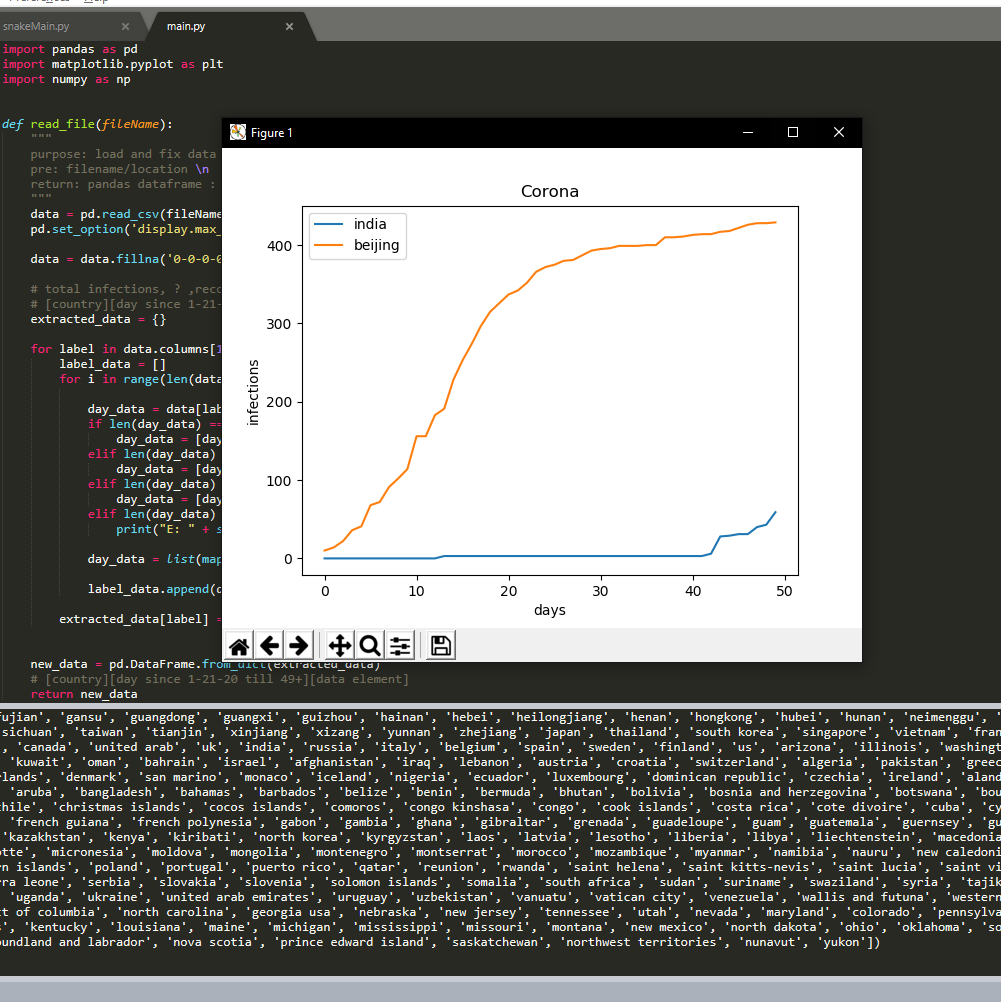 Help
snakeMain.py
main.py
import pandas as pd
import matplotlib.pyplot as plt
import numpy as np
def read_file(fileName):
"""
purpose: load and fix data
pre: filename/location \n
return: pandas dataframe :
"""
data = pd.read_csv(fileName
pd.set_option('display.max_
data = data.fillna('0-0-0-0
# total infections, ? ,reco
# [country][day since 1-21-
extracted_data = {}
for label in data.columns[1
label_data = []
for i in range(len(data
day_data = data[lab
if len(day_data) ==
day_data = [day
elif len(day_data)
day_data = [day
elif len(day_data)
day_data = [day
elif len(day_data)
print("E: " + s
day_data = list(map
label_data.append(
extracted_data[label] =
new_data = pd.DataFrame.from_dict(extracted_data)
# [country][day since 1-21-20 till 49+][data element]
return new_data
Figure 1
Corona
india
beijing
400
300
200
100
0
infections
0 10 20 30 40 50
days
fujian', 'gansu', 'guangdong', 'guangxi', 'guizhou', 'hainan', 'hebei', 'heilongjiang', 'henan', 'hongkong', 'hubei', 'hunan', 'neimenggu', '
sichuan', 'taiwan', 'tianjin', 'xinjiang', 'xizang', 'yunnan', 'zhejiang', 'japan', 'thailand', 'south korea', 'singapore', 'vietnam', 'fran
, 'canada', 'united arab', 'uk', 'india', 'russia', 'italy', 'belgium', 'spain', 'sweden', 'finland', 'us', 'arizona', 'illinois', 'washingt
'kuwait', 'oman', 'bahrain', 'israel', 'afghanistan', 'iraq', 'lebanon', 'austria', 'croatia', 'switzerland', 'algeria', 'pakistan', 'greec
rlands', 'denmark', 'san marino', 'monaco', 'iceland', 'nigeria', 'ecuador', 'luxembourg', 'dominican republic', 'czechia', 'ireland', 'aland
'aruba', 'bangladesh', 'bahamas', 'barbados', 'belize', 'benin', 'bermuda', 'bhutan', 'bolivia', 'bosnia and herzegovina', 'botswana', 'bou
hile', 'christmas islands', 'cocos islands', 'comoros', 'congo kinshasa', 'congo', 'cook islands', 'costa rica', 'cote divoire', 'cuba', 'cy
'french guiana', 'french polynesia', 'gabon', 'gambia', 'ghana', 'gibraltar', 'grenada', 'guadeloupe', 'guam', 'guatemala', 'guernsey', 'gu
'kazakhstan', 'kenya', 'kiribati', 'north korea', 'kyrgyzstan', 'laos', 'latvia', 'lesotho', 'liberia', 'libya', 'liechtenstein', 'macedonia
otte', 'micronesia', 'moldova', 'mongolia', 'montenegro', 'montserrat', 'morocco', 'mozambique', 'myanmar', 'namibia', 'nauru', 'new caledoni
rn islands', 'poland', 'portugal', 'puerto rico', 'qatar', 'reunion', 'rwanda', 'saint helena', 'saint kitts-nevis', 'saint lucia', 'saint vi
rra leone', 'serbia', 'slovakia', 'slovenia', 'solomon islands', 'somalia', 'south africa', 'sudan', 'suriname', 'swaziland', 'syria', 'tajik
'uganda', 'ukraine', 'united arab emirates', 'uruguay', 'uzbekistan', 'vanuatu', 'vatican city', 'venezuela', 'wallis and futuna', 'western
ct of columbia', 'north carolina', 'georgia usa', 'nebraska', 'new jersey', 'tennessee', 'utah', 'nevada', 'maryland', 'colorado', 'pennsylva
', 'kentucky', 'louisiana', 'maine', 'michigan', 'mississippi', 'missouri', 'montana', 'new mexico', 'north dakota', 'ohio', 'oklahoma', 'so
oundland and labrador', 'nova scotia', 'prince edward island', 'saskatchewan', 'northwest territories', 'nunavut', 'yukon'])